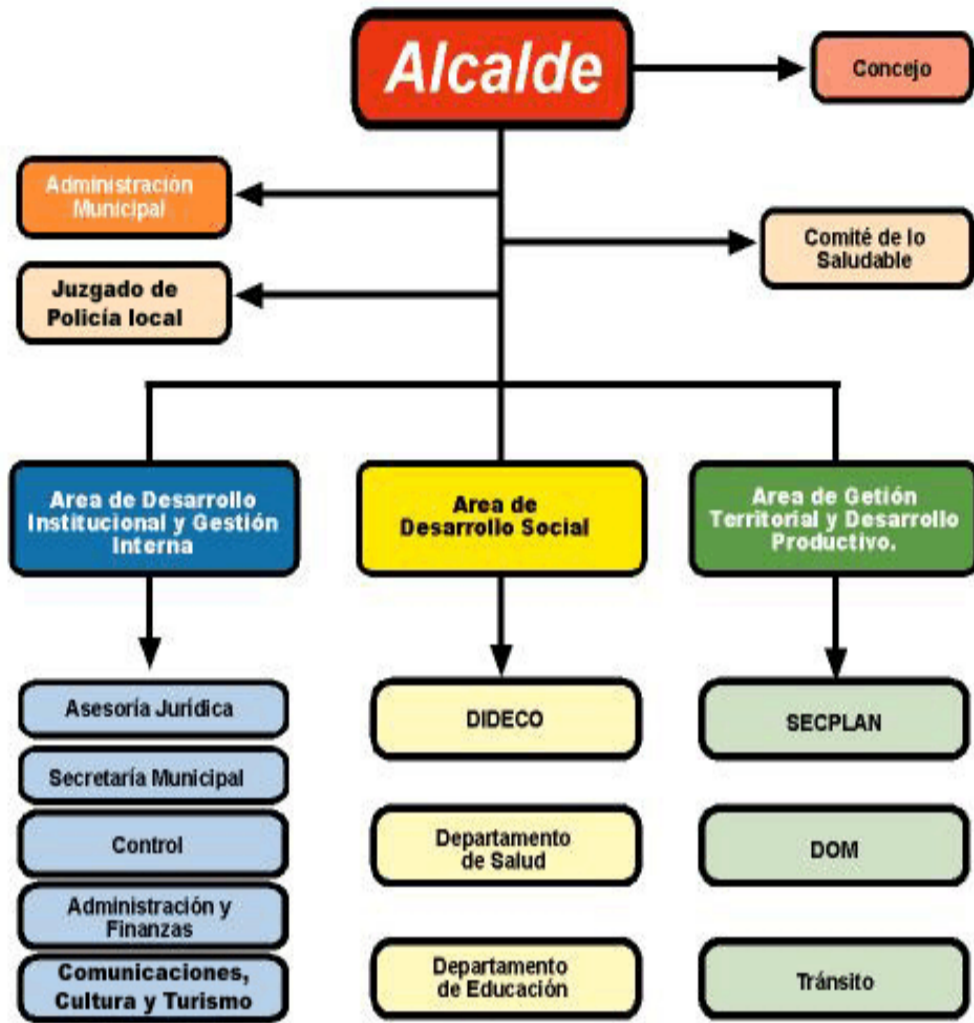 Alcalde
Concejo
Administración
Municipal
Comité de lo
Saludable
Juzgado de
Policía local
Area de Desarrollo
Institucional y Gestión
Interna
Area de
Desarrollo Social
Area de Getión
Territorial y Desarrollo
Productivo.
Asesoría Jurídica
Secretaría Municipal
Control
Administración y
Finanzas
Comunicaciones,
Cultura y Turismo
DIDECO
Departamento
de Salud
Departamento
de Educación
SECPLAN
DOM
Tránsito